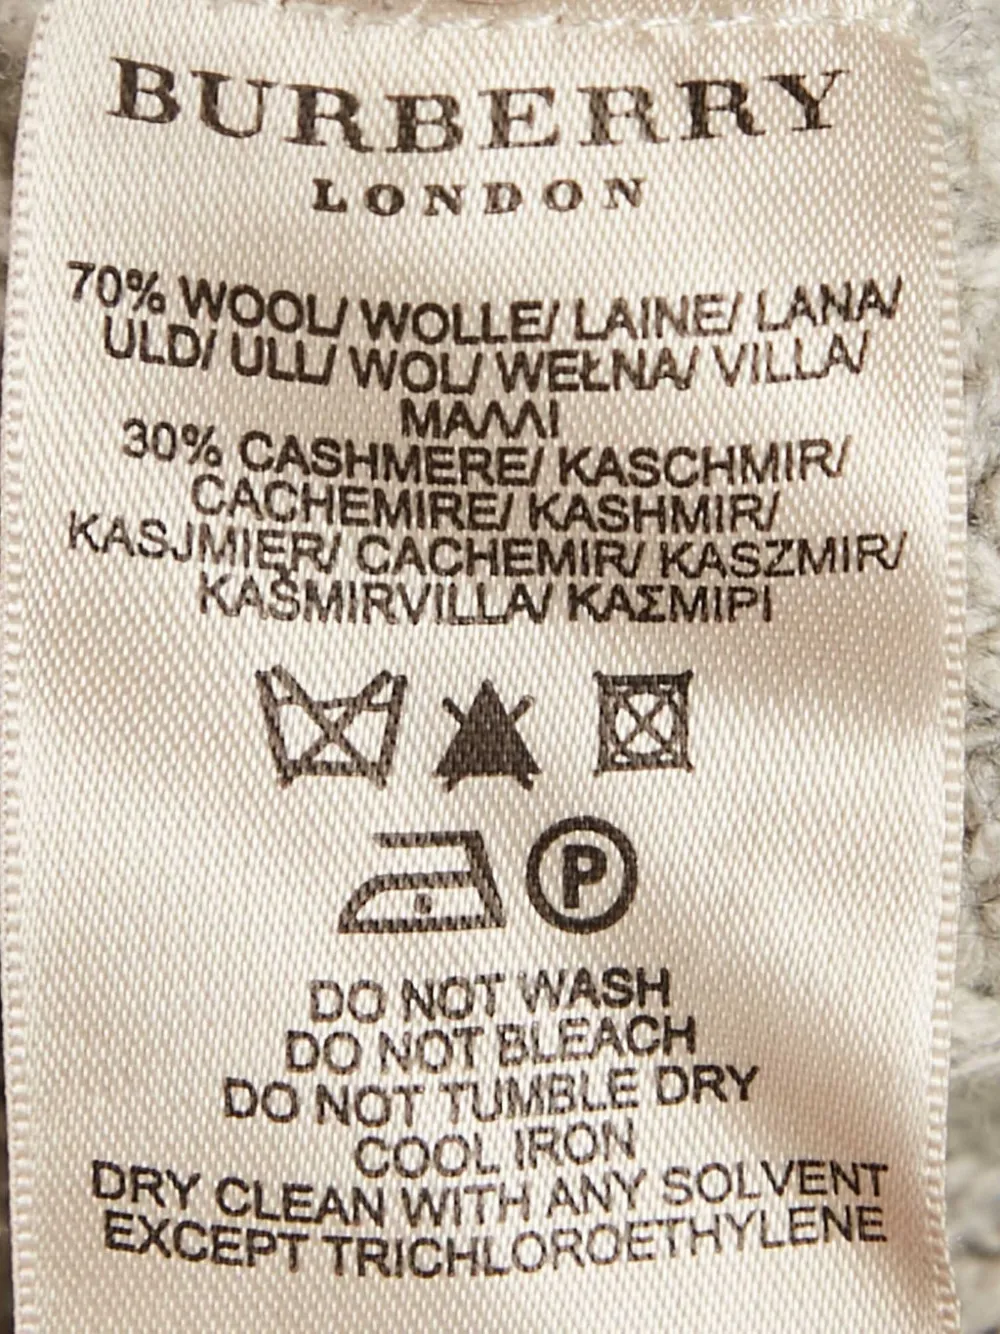 BURBERRY
LONDON
70% WOOL/ WOLLE/ LAINE/ LANA/
ULD/ ULL/ WOL/ WEŁNA/ VILLA/
ΜΑΛΛΙ
30% CASHMERE/ KASCHMIR/
CACHEMIRE/ KASHMIR/
KASJMIER/ CACHEMIR/ KASZMIR/
KAŠMIRVILLA/ ΚΑΣΜΙΡΙ
P
DO NOT WASH
DO NOT BLEACH
DO NOT TUMBLE DRY
COOL IRON
DRY CLEAN WITH ANY SOLVENT
EXCEPT TRICHLOROETHYLENE